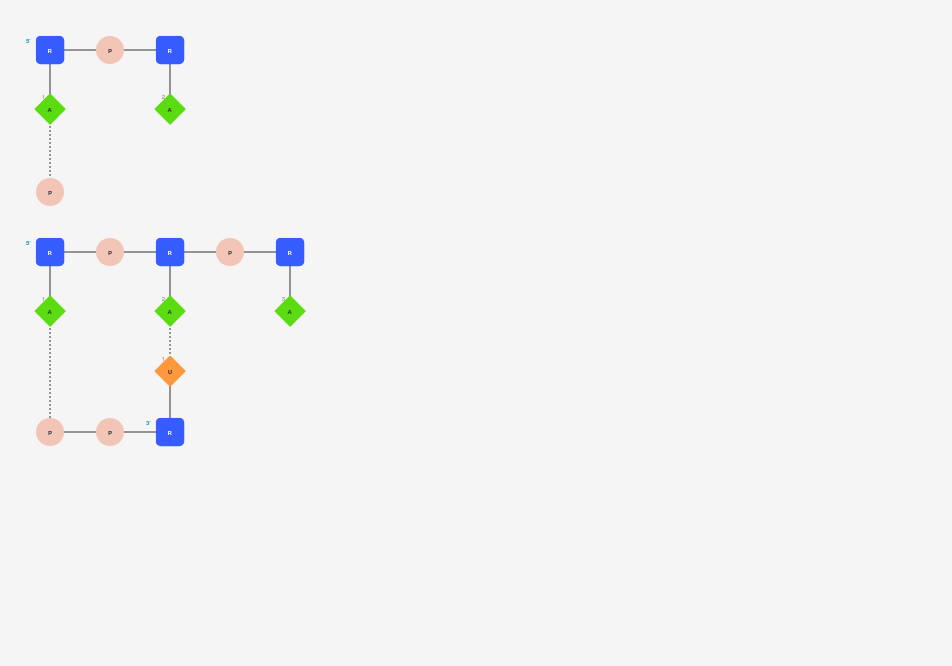 5' R P R
1 A 2 A
P
5' R P R P R
1 A 2 A 3 A
1 U
P P 3' R